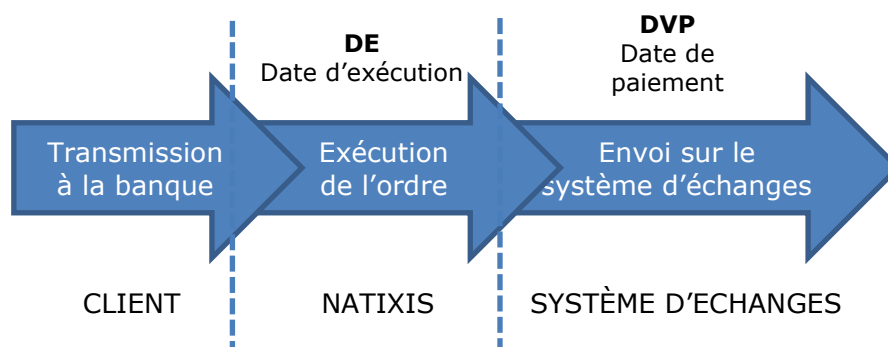 DE
Date d’exécution
DVP
Date de
paiement
Transmission
à la banque
Exécution
de l’ordre
Envoi sur le
système d’échanges
CLIENT
NATIXIS
SYSTÈME D’ECHANGES